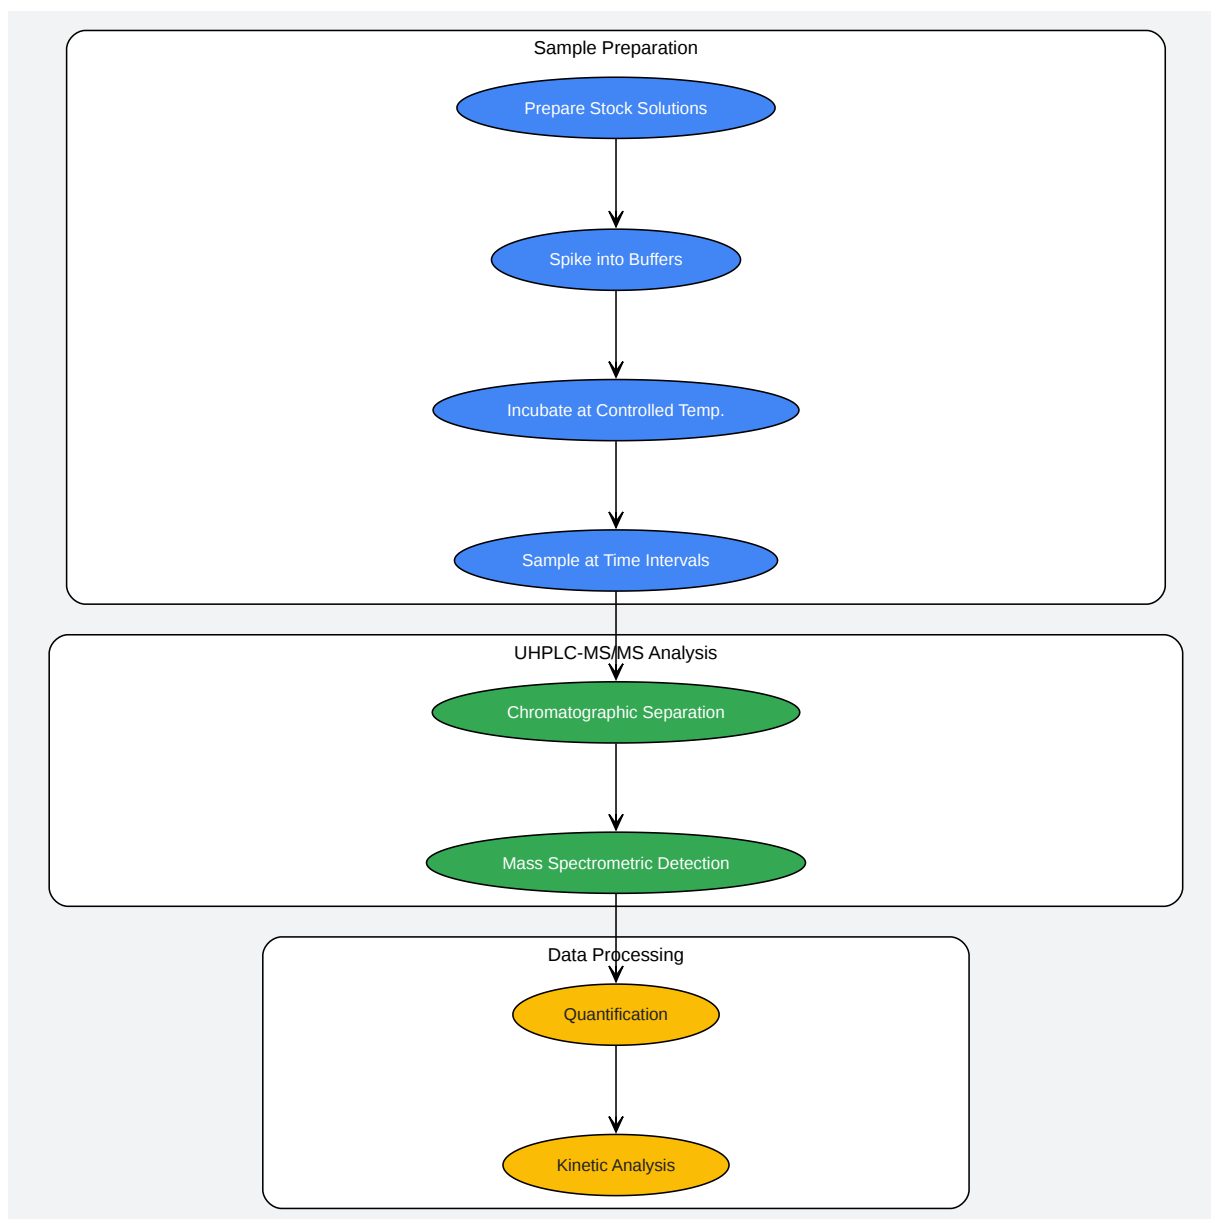 Sample Preparation
Prepare Stock Solutions
Spike into Buffers
Incubate at Controlled Temp.
Sample at Time Intervals
UHPLC-MS/MS Analysis
Chromatographic Separation
Mass Spectrometric Detection
Data Processing
Quantification
Kinetic Analysis